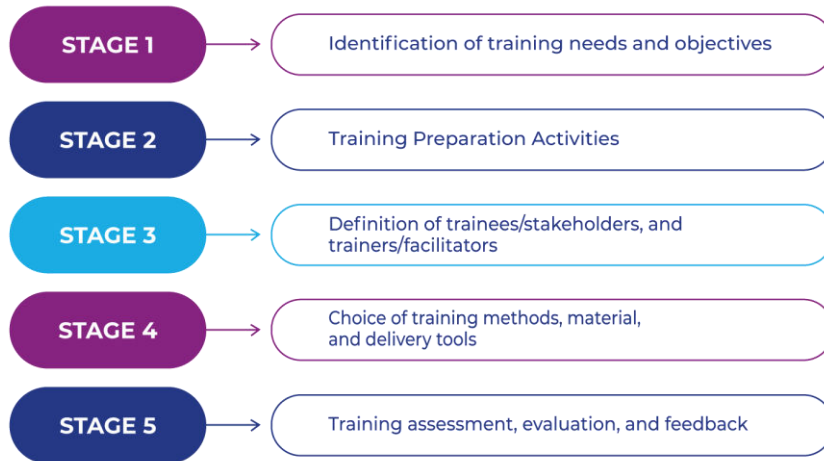 STAGE 1
Identification of training needs and objectives
STAGE 2
Training Preparation Activities
STAGE 3
Definition of trainees/stakeholders, and
trainers/facilitators
STAGE 4
Choice of training methods, material,
and delivery tools
STAGE 5
Training assessment, evaluation, and feedback